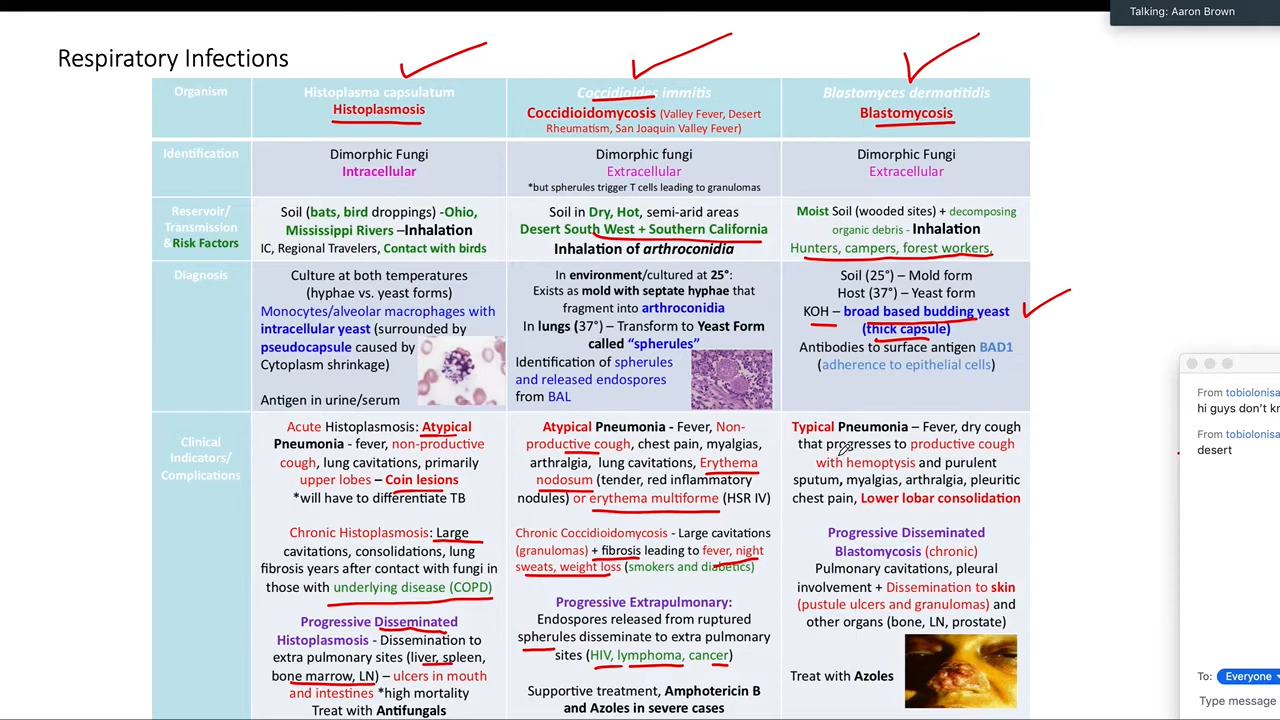 Talking: Aaron Brown
Respiratory Infections
Organism
Histoplasma capsulatum
Histoplasmosis
Coccidioides immitis
Coccidioidomycosis (Valley Fever, Desert
Rheumatism, San Joaquin Valley Fever)
Blastomyces dermatitidis
Blastomycosis
Identification
Dimorphic Fungi
Intracellular
Dimorphic fungi
Extracellular
*but spherules trigger T cells leading to granulomas
Dimorphic Fungi
Extracellular
Reservoir/
Transmission
&Risk Factors
Soil (bats, bird droppings) -Ohio,
Mississippi Rivers –Inhalation
IC, Regional Travelers, Contact with birds
Soil in Dry, Hot, semi-arid areas
Desert South West + Southern California
Inhalation of arthroconidia
Moist Soil (wooded sites) + decomposing
organic debris - Inhalation
Hunters, campers, forest workers,
Diagnosis
Culture at both temperatures
(hyphae vs. yeast forms)
Monocytes/alveolar macrophages with
intracellular yeast (surrounded by
pseudocapsule caused by
Cytoplasm shrinkage)
Antigen in urine/serum
In environment/cultured at 25°:
Exists as mold with septate hyphae that
fragment into arthroconidia
In lungs (37°) – Transform to Yeast Form
called “spherules”
Identification of spherules
and released endospores
from BAL
Soil (25°) – Mold form
Host (37°) – Yeast form
KOH – broad based budding yeast
(thick capsule)
Antibodies to surface antigen BAD1
(adherence to epithelial cells)
Clinical
Indicators/
Complications
Acute Histoplasmosis: Atypical
Pneumonia - fever, non-productive
cough, lung cavitations, primarily
upper lobes – Coin lesions
*will have to differentiate TB
Chronic Histoplasmosis: Large
cavitations, consolidations, lung
fibrosis years after contact with fungi in
those with underlying disease (COPD)
Progressive Disseminated
Histoplasmosis - Dissemination to
extra pulmonary sites (liver, spleen,
bone marrow, LN) – ulcers in mouth
and intestines *high mortality
Treat with Antifungals
Atypical Pneumonia - Fever, Non-
productive cough, chest pain, myalgias,
arthralgia, lung cavitations, Erythema
nodosum (tender, red inflammatory
nodules) or erythema multiforme (HSR IV)
Chronic Coccidioidomycosis - Large cavitations
(granulomas) + fibrosis leading to fever, night
sweats, weight loss (smokers and diabetics)
Progressive Extrapulmonary:
Endospores released from ruptured
spherules disseminate to extra pulmonary
sites (HIV, lymphoma, cancer)
Supportive treatment, Amphotericin B
and Azoles in severe cases
Typical Pneumonia – Fever, dry cough
that progresses to productive cough
with hemoptysis and purulent
sputum, myalgias, arthralgia, pleuritic
chest pain, Lower lobar consolidation
Progressive Disseminated
Blastomycosis (chronic)
Pulmonary cavitations, pleural
involvement + Dissemination to skin
(pustule ulcers and granulomas) and
other organs (bone, LN, prostate)
Treat with Azoles
From tobiolonisa
hi guys don't kn
From tobiolonisa
desert
To: Everyone
Type message